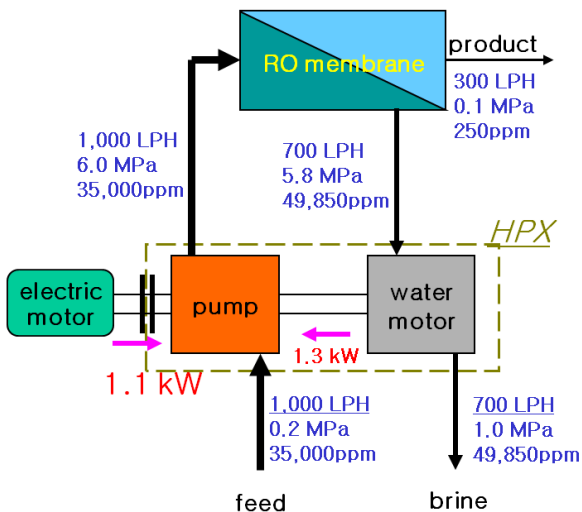 RO membrane
product
300 LPH
0.1 MPa
250ppm
1,000 LPH
6.0 MPa
35,000ppm
700 LPH
5.8 MPa
49,850ppm
HPX
electric
motor
pump
water
motor
1.3 kW
1.1 kW
1,000 LPH
0.2 MPa
35,000ppm
700 LPH
1.0 MPa
49,850ppm
feed
brine